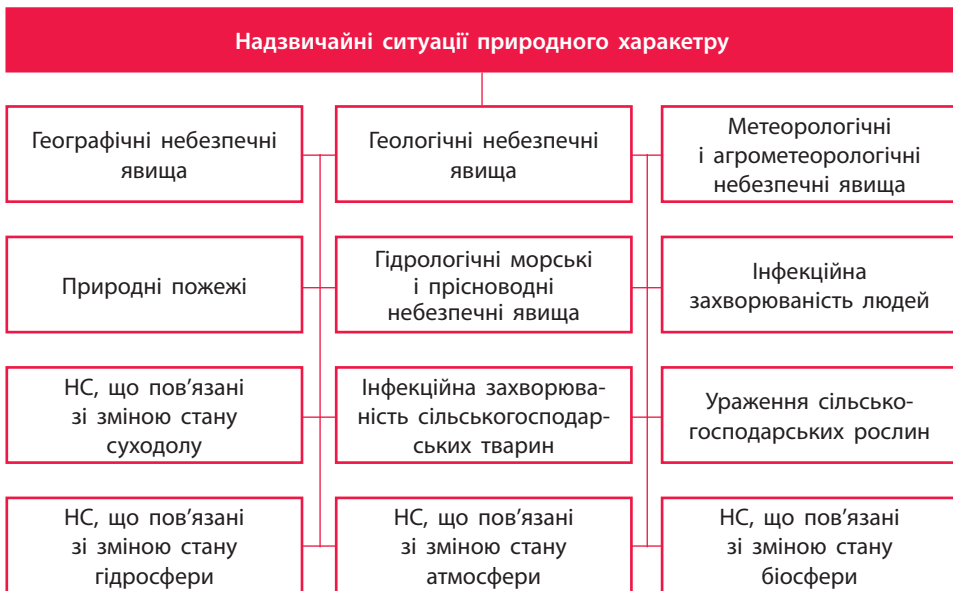 Надзвичайні ситуації природного характеру
Географічні небезпечні
явища
Геологічні небезпечні
явища
Метеорологічні
і агрометеорологічні
небезпечні явища
Природні пожежі
Гідрологічні морські
і прісноводні
небезпечні явища
Інфекційна
захворюваність людей
НС, що пов’язані
зі зміною стану
суходолу
Інфекційна захворюва-
ність сільськогосподар-
ських тварин
Ураження сільсько-
господарських рослин
НС, що пов’язані
зі зміною стану
гідросфери
НС, що пов’язані
зі зміною стану
атмосфери
НС, що пов’язані
зі зміною стану
біосфери